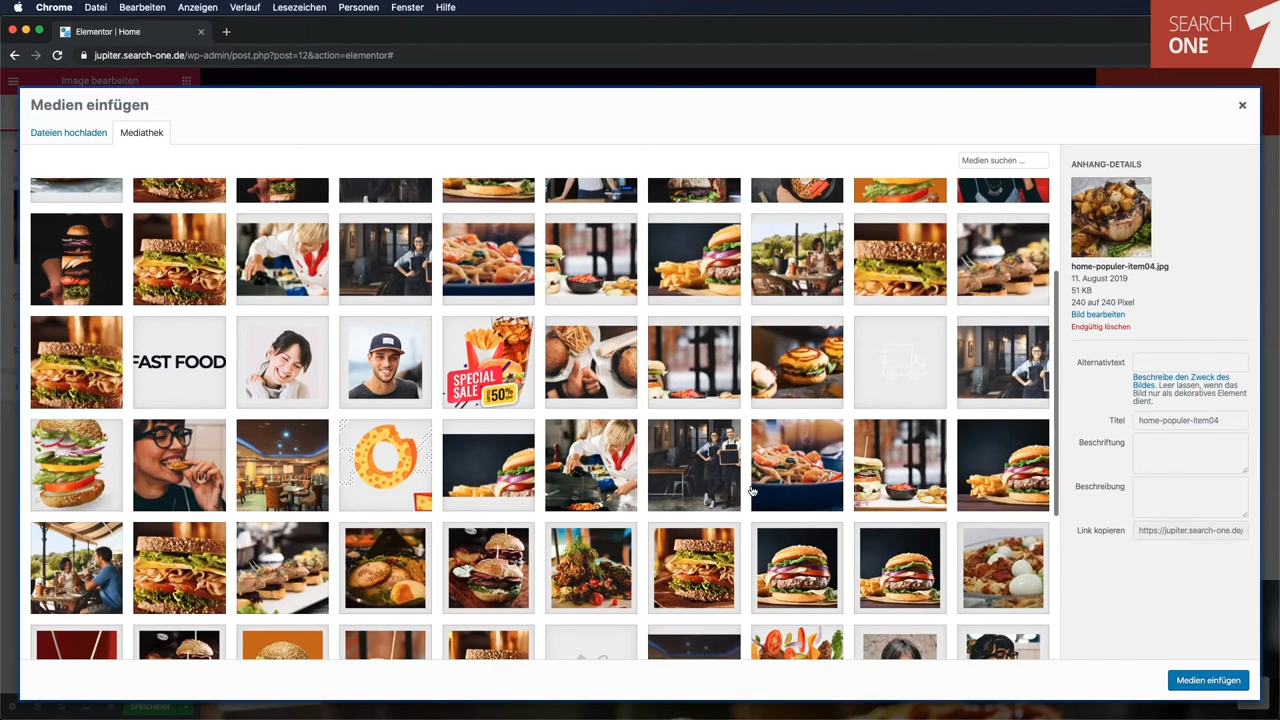 Chrome Datei Bearbeiten Anzeigen Verlauf Lesezeichen Personen Fenster Hilfe
Elementor | Home
jupiter.search-one.de/wp-admin/post.php?post=12&action=elementor#
SEARCH
ONE
Image bearbeiten
Medien einfügen
Dateien hochladen
Mediathek
Medien suchen ...
ANHANG-DETAILS
home-populer-item04.jpg
11. August 2019
51 KB
240 auf 240 Pixel
Bild bearbeiten
Endgültig löschen
Alternativtext
Beschreibe den Zweck des
Bildes. Leer lassen, wenn das
Bild nur als dekoratives Element
dient.
Titel home-populer-item04
Beschriftung
Beschreibung
Link kopieren https://jupiter.search-one.de/
FAST FOOD
SPECIAL
SALE
50%
Medien einfügen
SPEICHERN